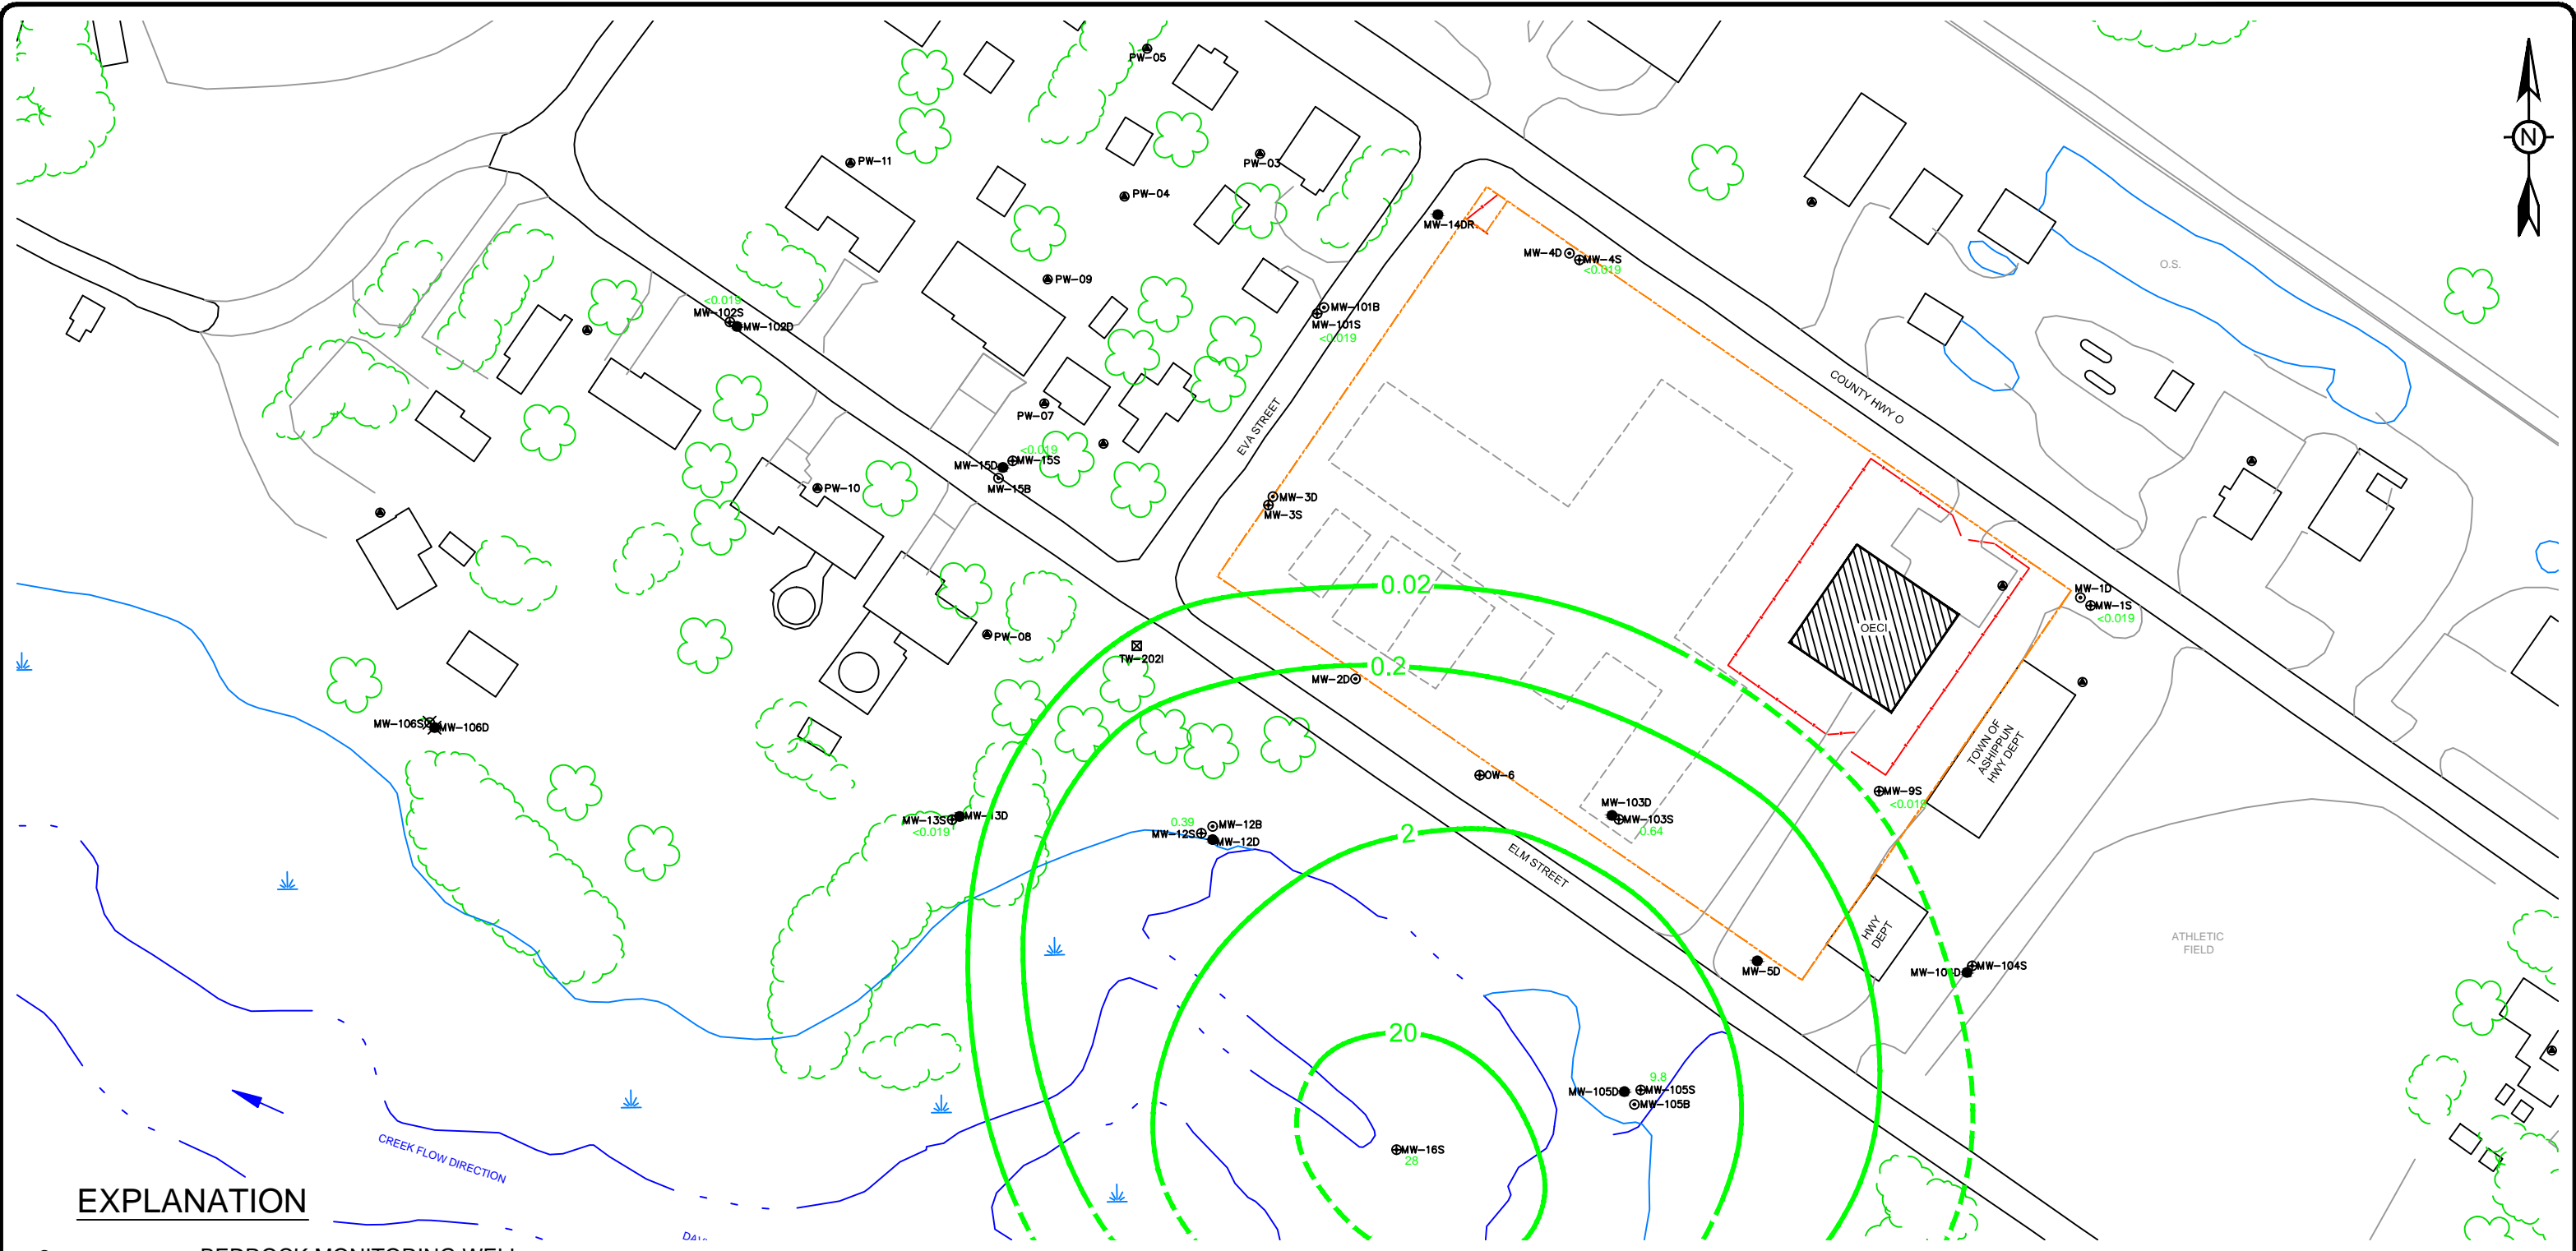 PW-05
N
PW-11
PW-03
PW-04
MW-14DR
MW-4D
MW-4S
<0.019
O.S.
PW-09
<0.019
MW-102S
MW-102D
MW-101B
MW-101S
<0.019
COUNTY HWY O
PW-07
EVA STREET
<0.019
MW-15D
MW-15S
MW-15B
PW-10
MW-3D
MW-3S
0.02
MW-1D
MW-1S
<0.019
OECI
PW-08
TW-202I
0.2
MW-2D
MW-106S
MW-106D
TOWN OF
ASHIPPUN
HWY DEPT
OW-6
MW-9S
<0.019
MW-103D
MW-103S
0.64
MW-13S
MW-13D
<0.019
0.39
MW-12B
MW-12S
MW-12D
2
ELM STREET
HWY
DEPT
ATHLETIC
FIELD
MW-5D
MW-104S
20
9.8
MW-105D
MW-105S
MW-105B
CREEK FLOW DIRECTION
MW-16S
28
EXPLANATION
BEDROCK MONITORING WELL